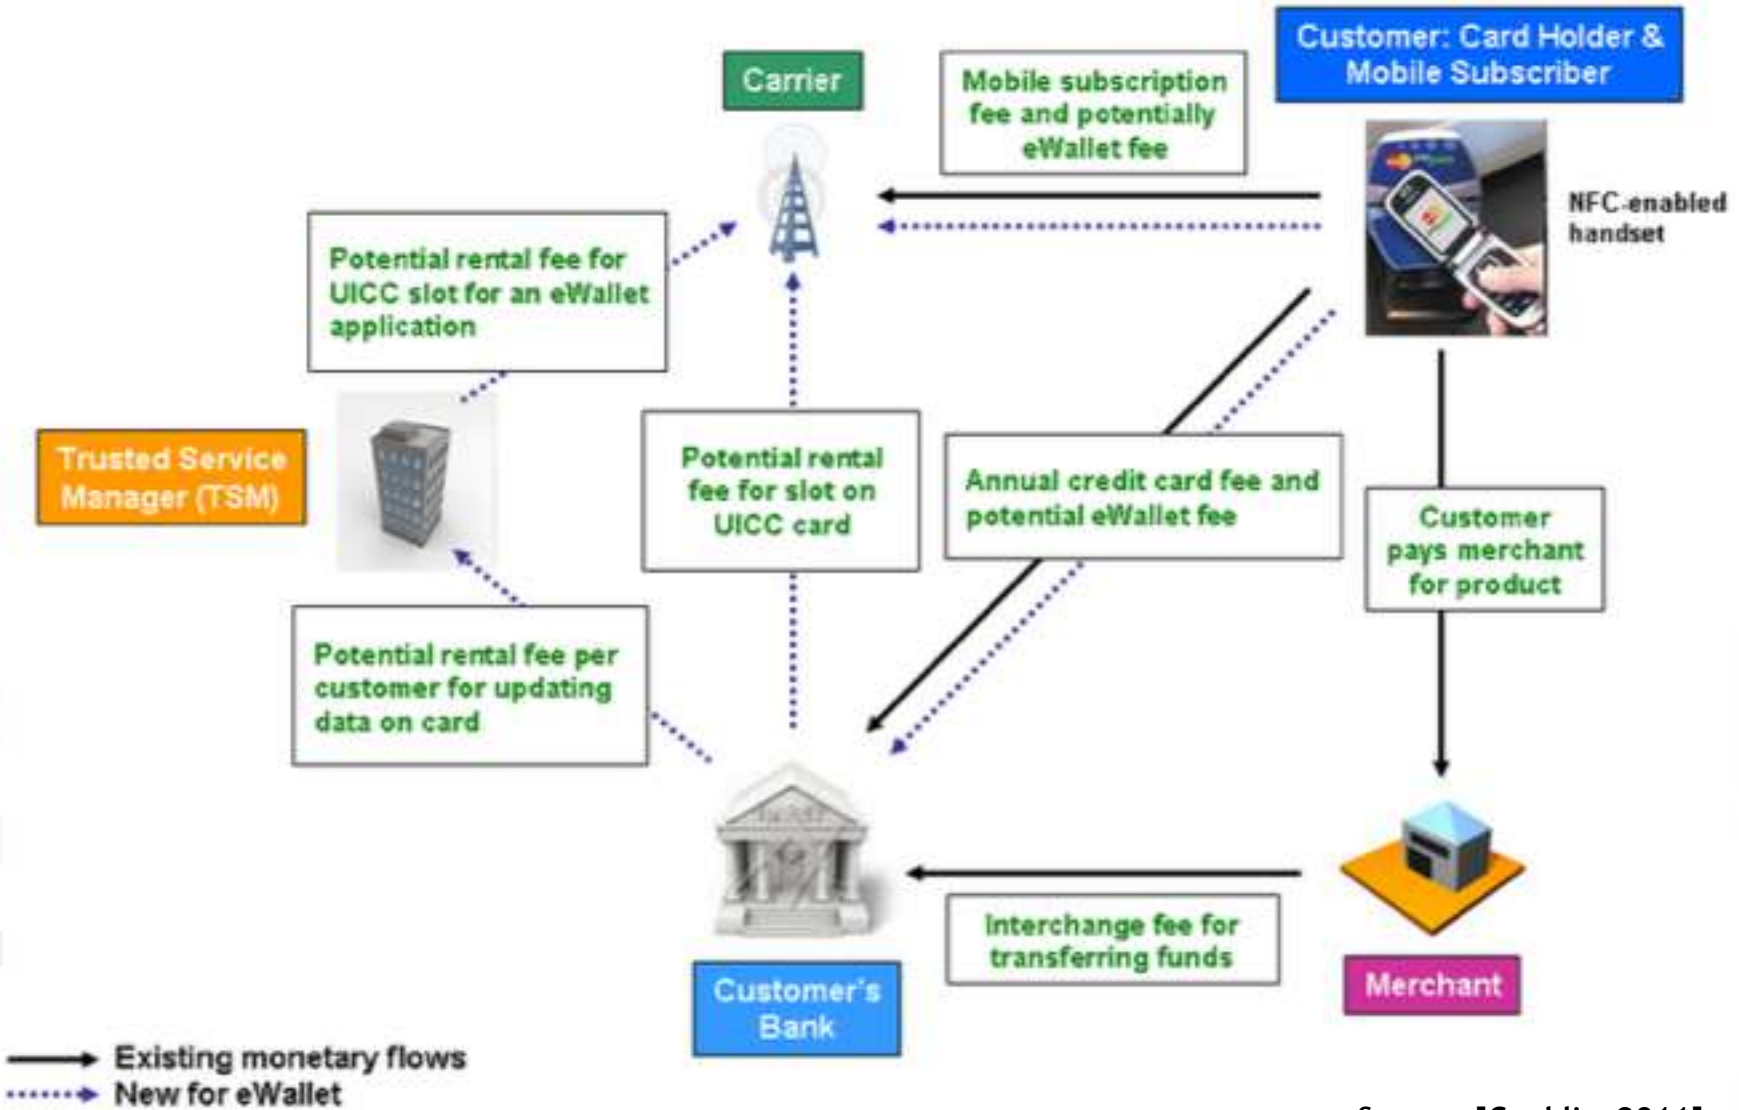 Customer: Card Holder &
Mobile Subscriber
Carrier
Mobile subscription
fee and potentially
eWallet fee
NFC-enabled
handset
Potential rental fee for
UICC slot for an eWallet
application
Trusted Service
Manager (TSM)
Potential rental
fee for slot on
UICC card
Annual credit card fee and
potential eWallet fee
Customer
pays merchant
for product
Potential rental fee per
customer for updating
data on card
Interchange fee for
transferring funds
Merchant
Customer's
Bank
Existing monetary flows
New for eWallet